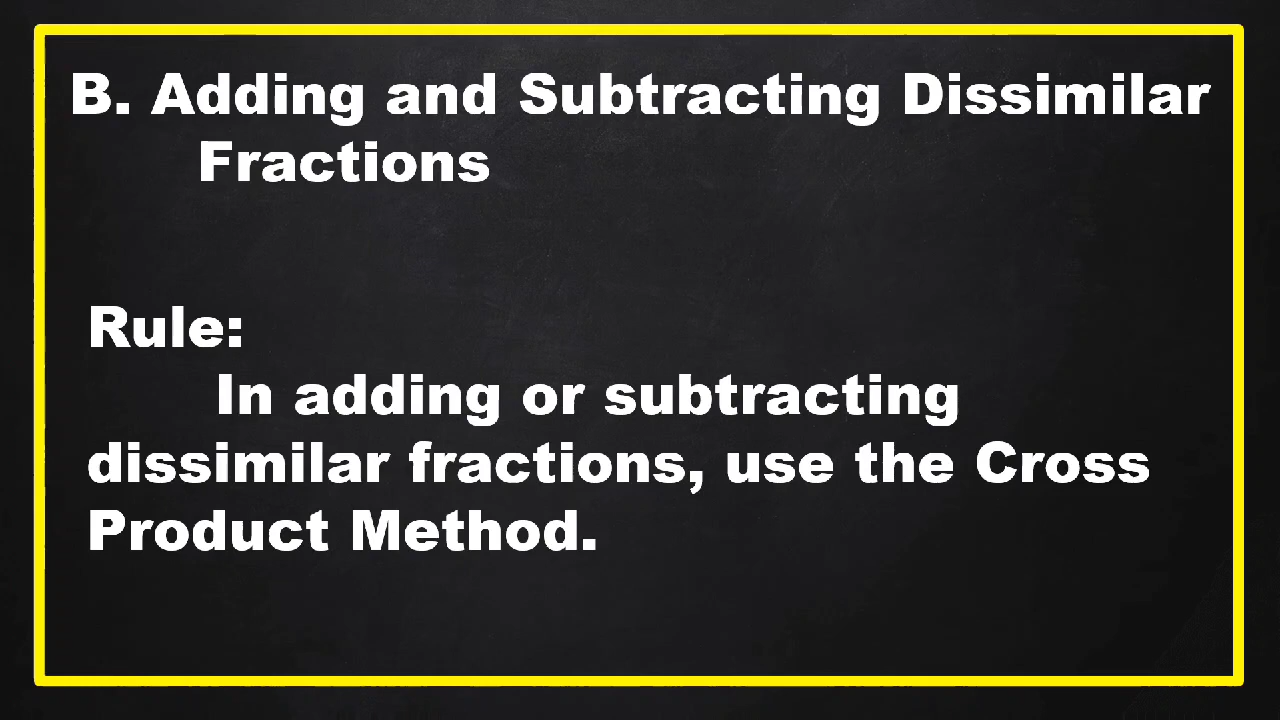 B. Adding and Subtracting Dissimilar
Fractions
Rule:
In adding or subtracting
dissimilar fractions, use the Cross
Product Method.